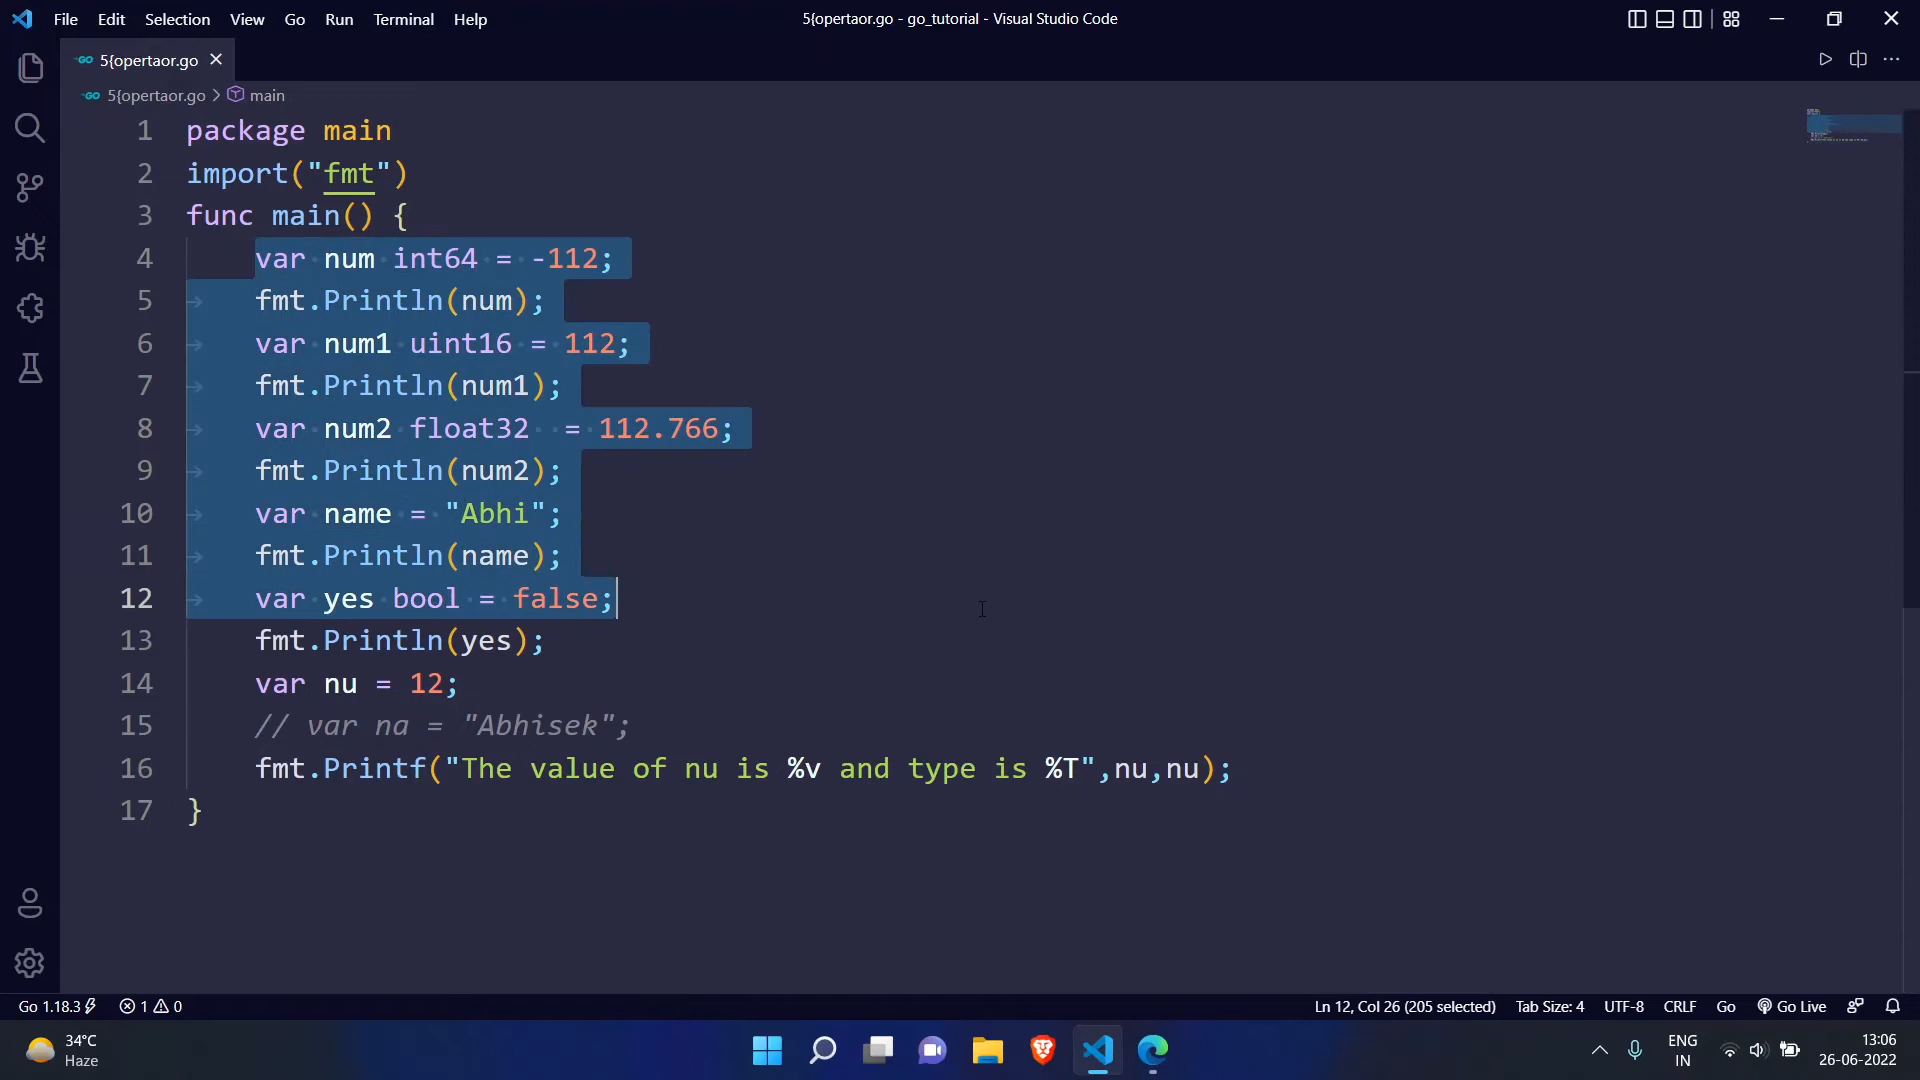 File Edit Selection View Go Run Terminal Help
5{opertaor.go - go_tutorial - Visual Studio Code
5{opertaor.go
5{opertaor.go > main
1 package main
2 import("fmt")
3 func main() {
4 var num int64 = -112;
5 fmt.Println(num);
6 var num1 uint16 = 112;
7 fmt.Println(num1);
8 var num2 float32  = 112.766;
9 fmt.Println(num2);
10 var name = "Abhi";
11 fmt.Println(name);
12 var yes bool = false;
13 fmt.Println(yes);
14 var nu = 12;
15 // var na = "Abhisek";
16 fmt.Printf("The value of nu is %v and type is %T",nu,nu);
17 }
Go 1.18.3 1 0 Ln 12, Col 26 (205 selected) Tab Size: 4 UTF-8 CRLF Go Go Live
34°C
Haze
ENG
IN
13:06
26-06-2022